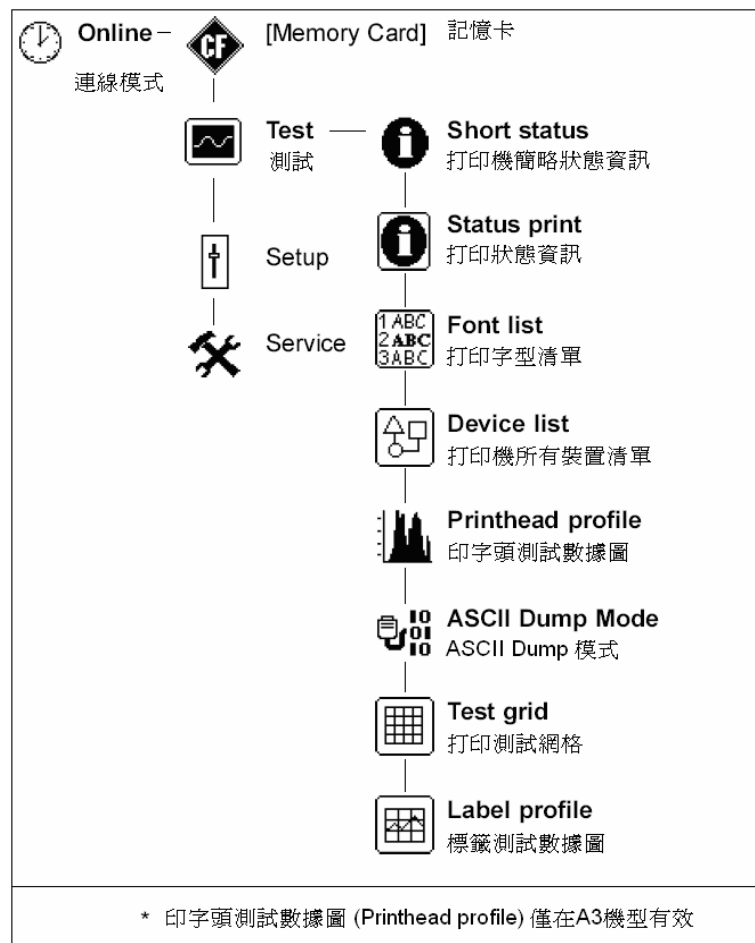 Online
連線模式
CF
[Memory Card] 記憶卡
Test
測試
Setup
Service
Short status
打印機簡略狀態資訊
Status print
打印狀態資訊
1 ABC
2 ABC
3 ABC
Font list
打印字型清單
Device list
打印機所有裝置清單
Printhead profile
印字頭測試數據圖
10
01
10
ASCII Dump Mode
ASCII Dump 模式
Test grid
打印測試網格
Label profile
標籤測試數據圖
* 印字頭測試數據圖 (Printhead profile) 僅在A3機型有效